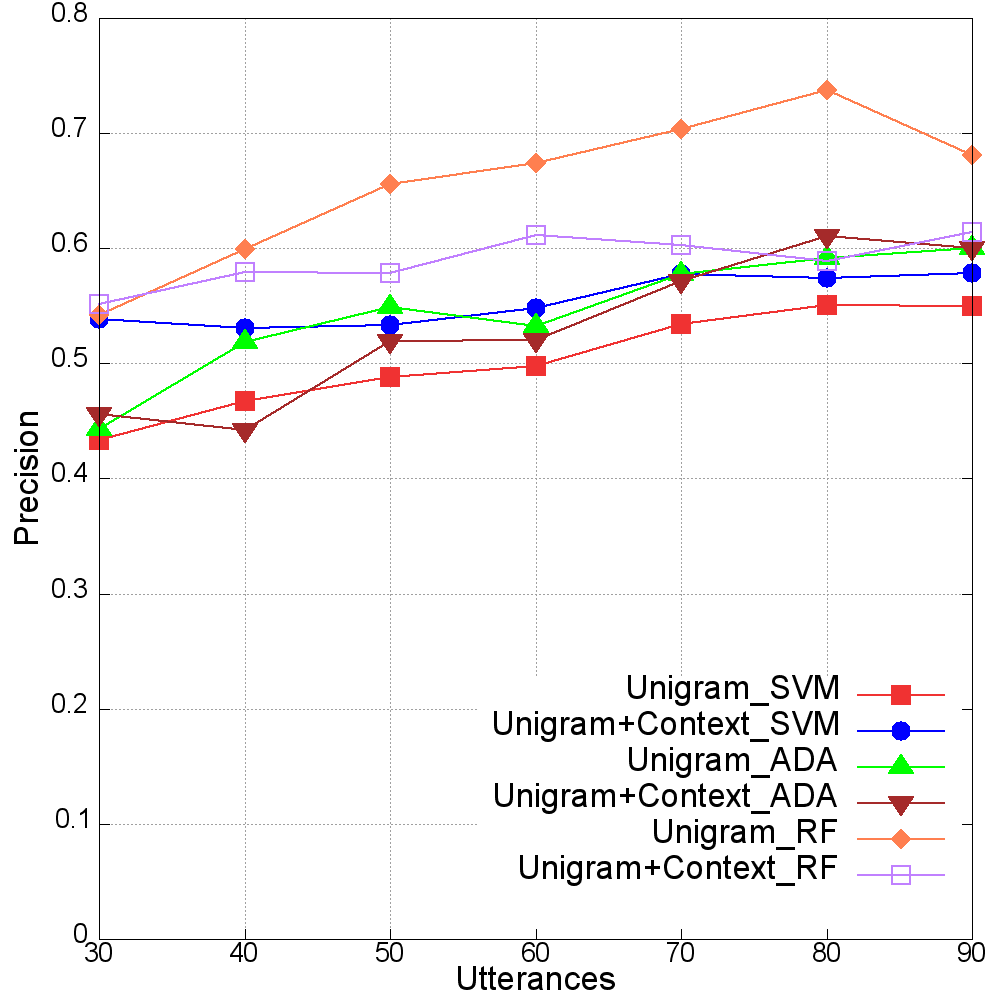 0.8
0.7
0.6
0.5
0.4
0.3
0.2
0.1
0
Precision
Unigram_SVM
Unigram+Context_SVM
Unigram_ADA
Unigram+Context_ADA
Unigram_RF
Unigram+Context_RF
30 40 50 60 70 80 90
Utterances